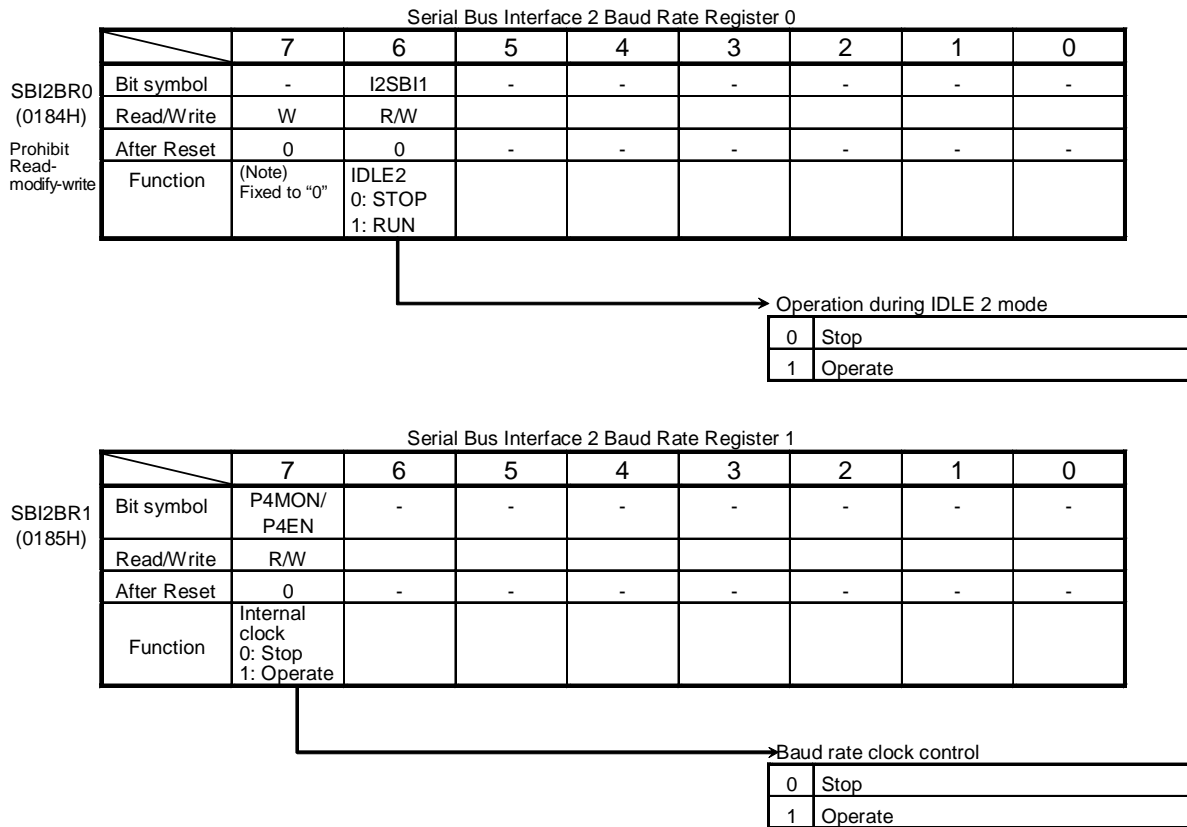 Serial Bus Interface 2 Baud Rate Register 0
7 6 5 4 3 2 1 0
SBI2BR0
(0184H)
Prohibit
Read-
modify-write
Bit symbol - I2SBI1 - - - - - -
Read/Write W R/W
After Reset 0 0 - - - - - -
Function (Note)
Fixed to “0”
IDLE2
0: STOP
1: RUN
Operation during IDLE 2 mode
0 Stop
1 Operate
Serial Bus Interface 2 Baud Rate Register 1
7 6 5 4 3 2 1 0
SBI2BR1
(0185H)
Bit symbol P4MON/
P4EN
- - - - - - -
Read/Write R/W
After Reset 0 - - - - - - -
Function Internal
clock
0: Stop
1: Operate
Baud rate clock control
0 Stop
1 Operate